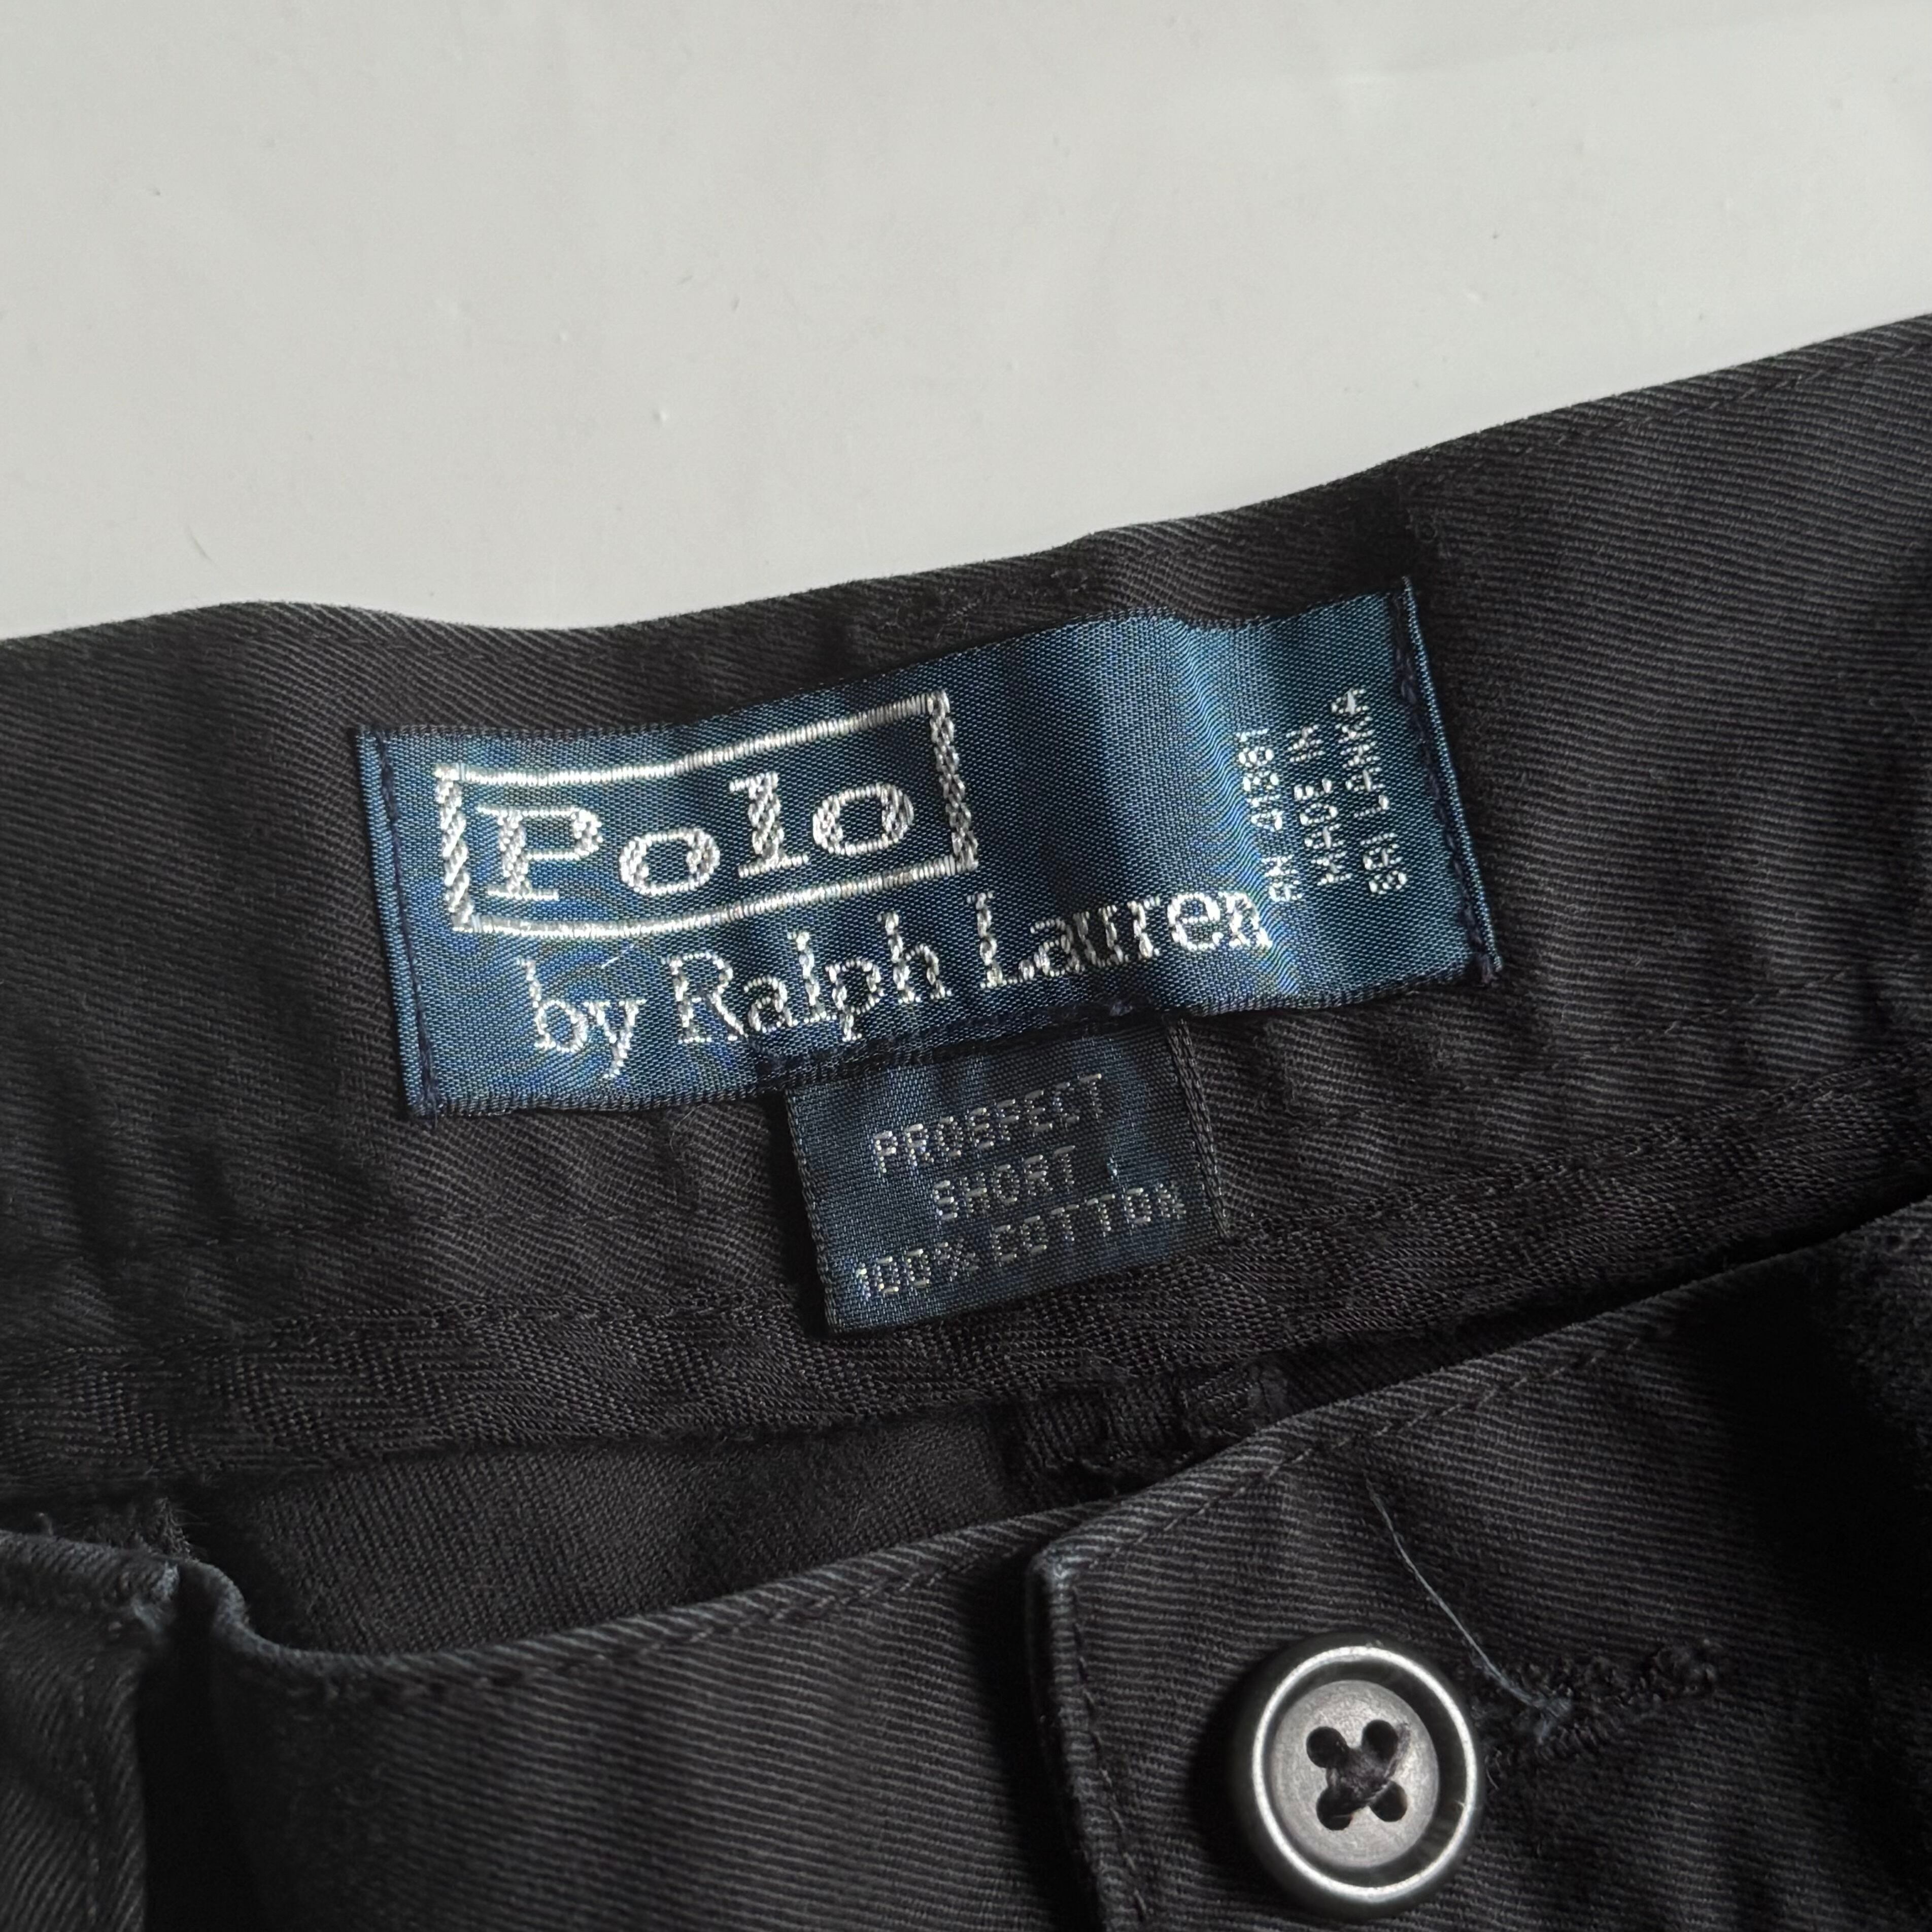 Polo
by Ralph Lauren
RN 41381
MADE IN
SRI LANKA
PROSPECT
SHORT
100% COTTON